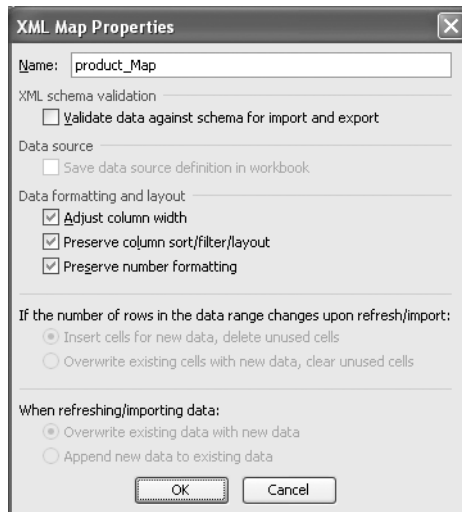 XML Map Properties
Name: product_Map
XML schema validation
Validate data against schema for import and export
Data source
Save data source definition in workbook
Data formatting and layout
Adjust column width
Preserve column sort/filter/layout
Preserve number formatting
If the number of rows in the data range changes upon refresh/import:
Insert cells for new data, delete unused cells
Overwrite existing cells with new data, clear unused cells
When refreshing/importing data:
Overwrite existing data with new data
Append new data to existing data
OK Cancel